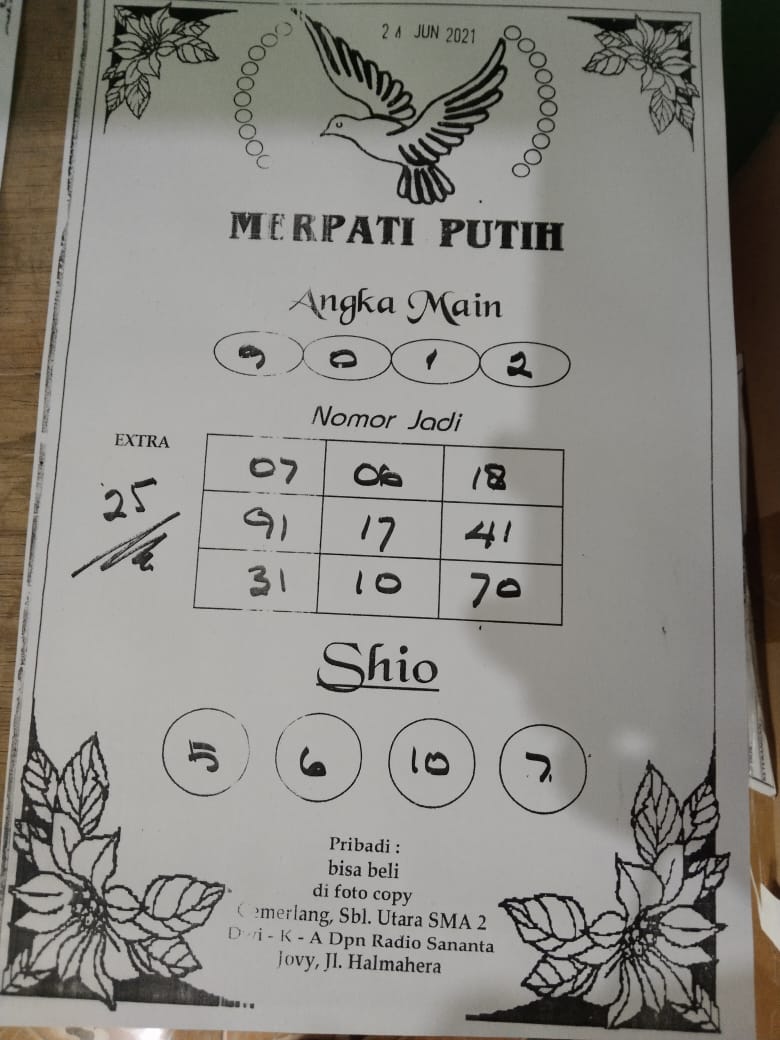 24 JUN 2021
MERPATI PUTIH
Angka Main
9 0 1 2
Nomor Jadi
EXTRA
25
07 06 18
91 17 41
31 10 70
Shio
5 6 10 7
Pribadi :
bisa beli
di foto copy
Cemerlang, Sbl. Utara SMA 2
- K - A Dpn Radio Sananta
Jovy, Jl. Halmahera